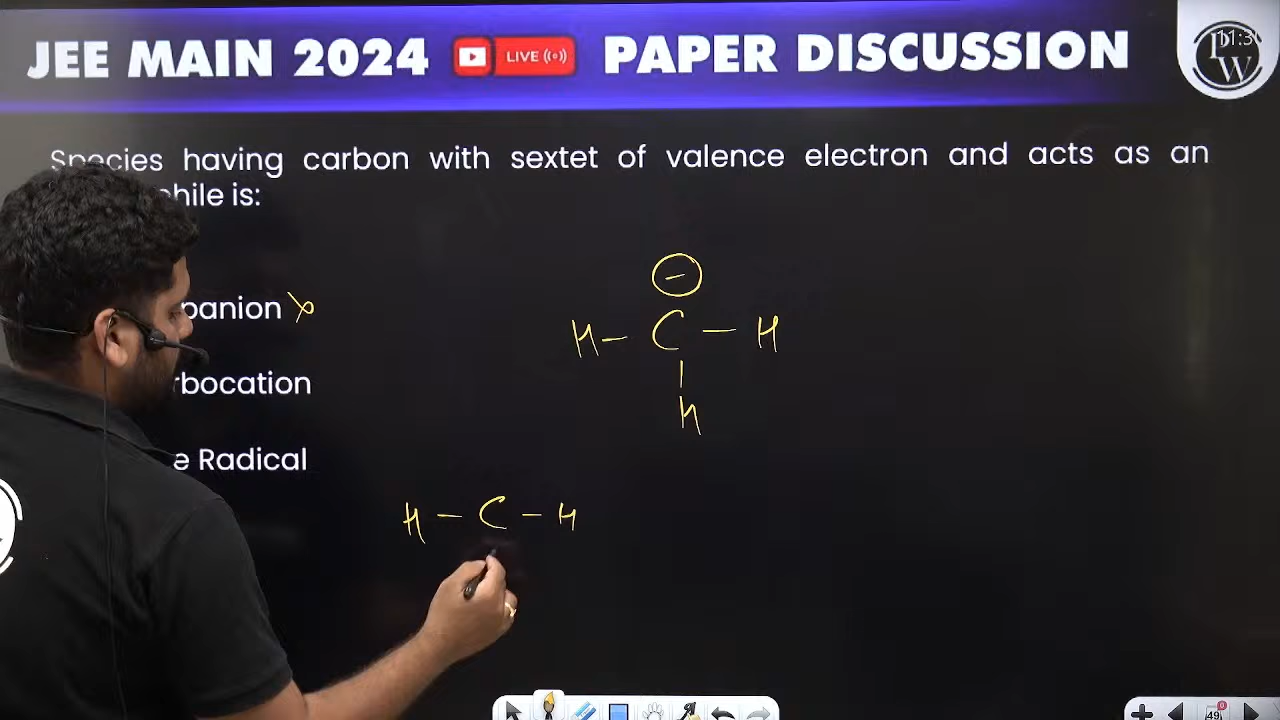 JEE MAIN 2024 LIVE PAPER DISCUSSION
Species having carbon with sextet of valence electron and acts as an
hile is:
panion
rbocation
e Radical
−
H − C − H
H
H − C − H